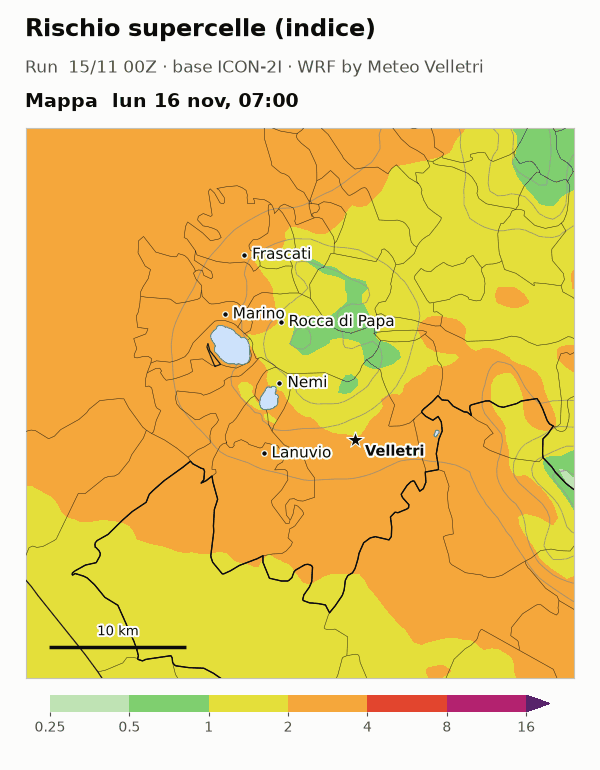 Rischio supercelle (indice)
Run  15/11 00Z · base ICON-2I · WRF by Meteo Velletri
Mappa  lun 16 nov, 07:00
Frascati
Marino
Rocca di Papa
Nemi
Velletri
Lanuvio
10 km
0.25 0.5 1 2 4 8 16